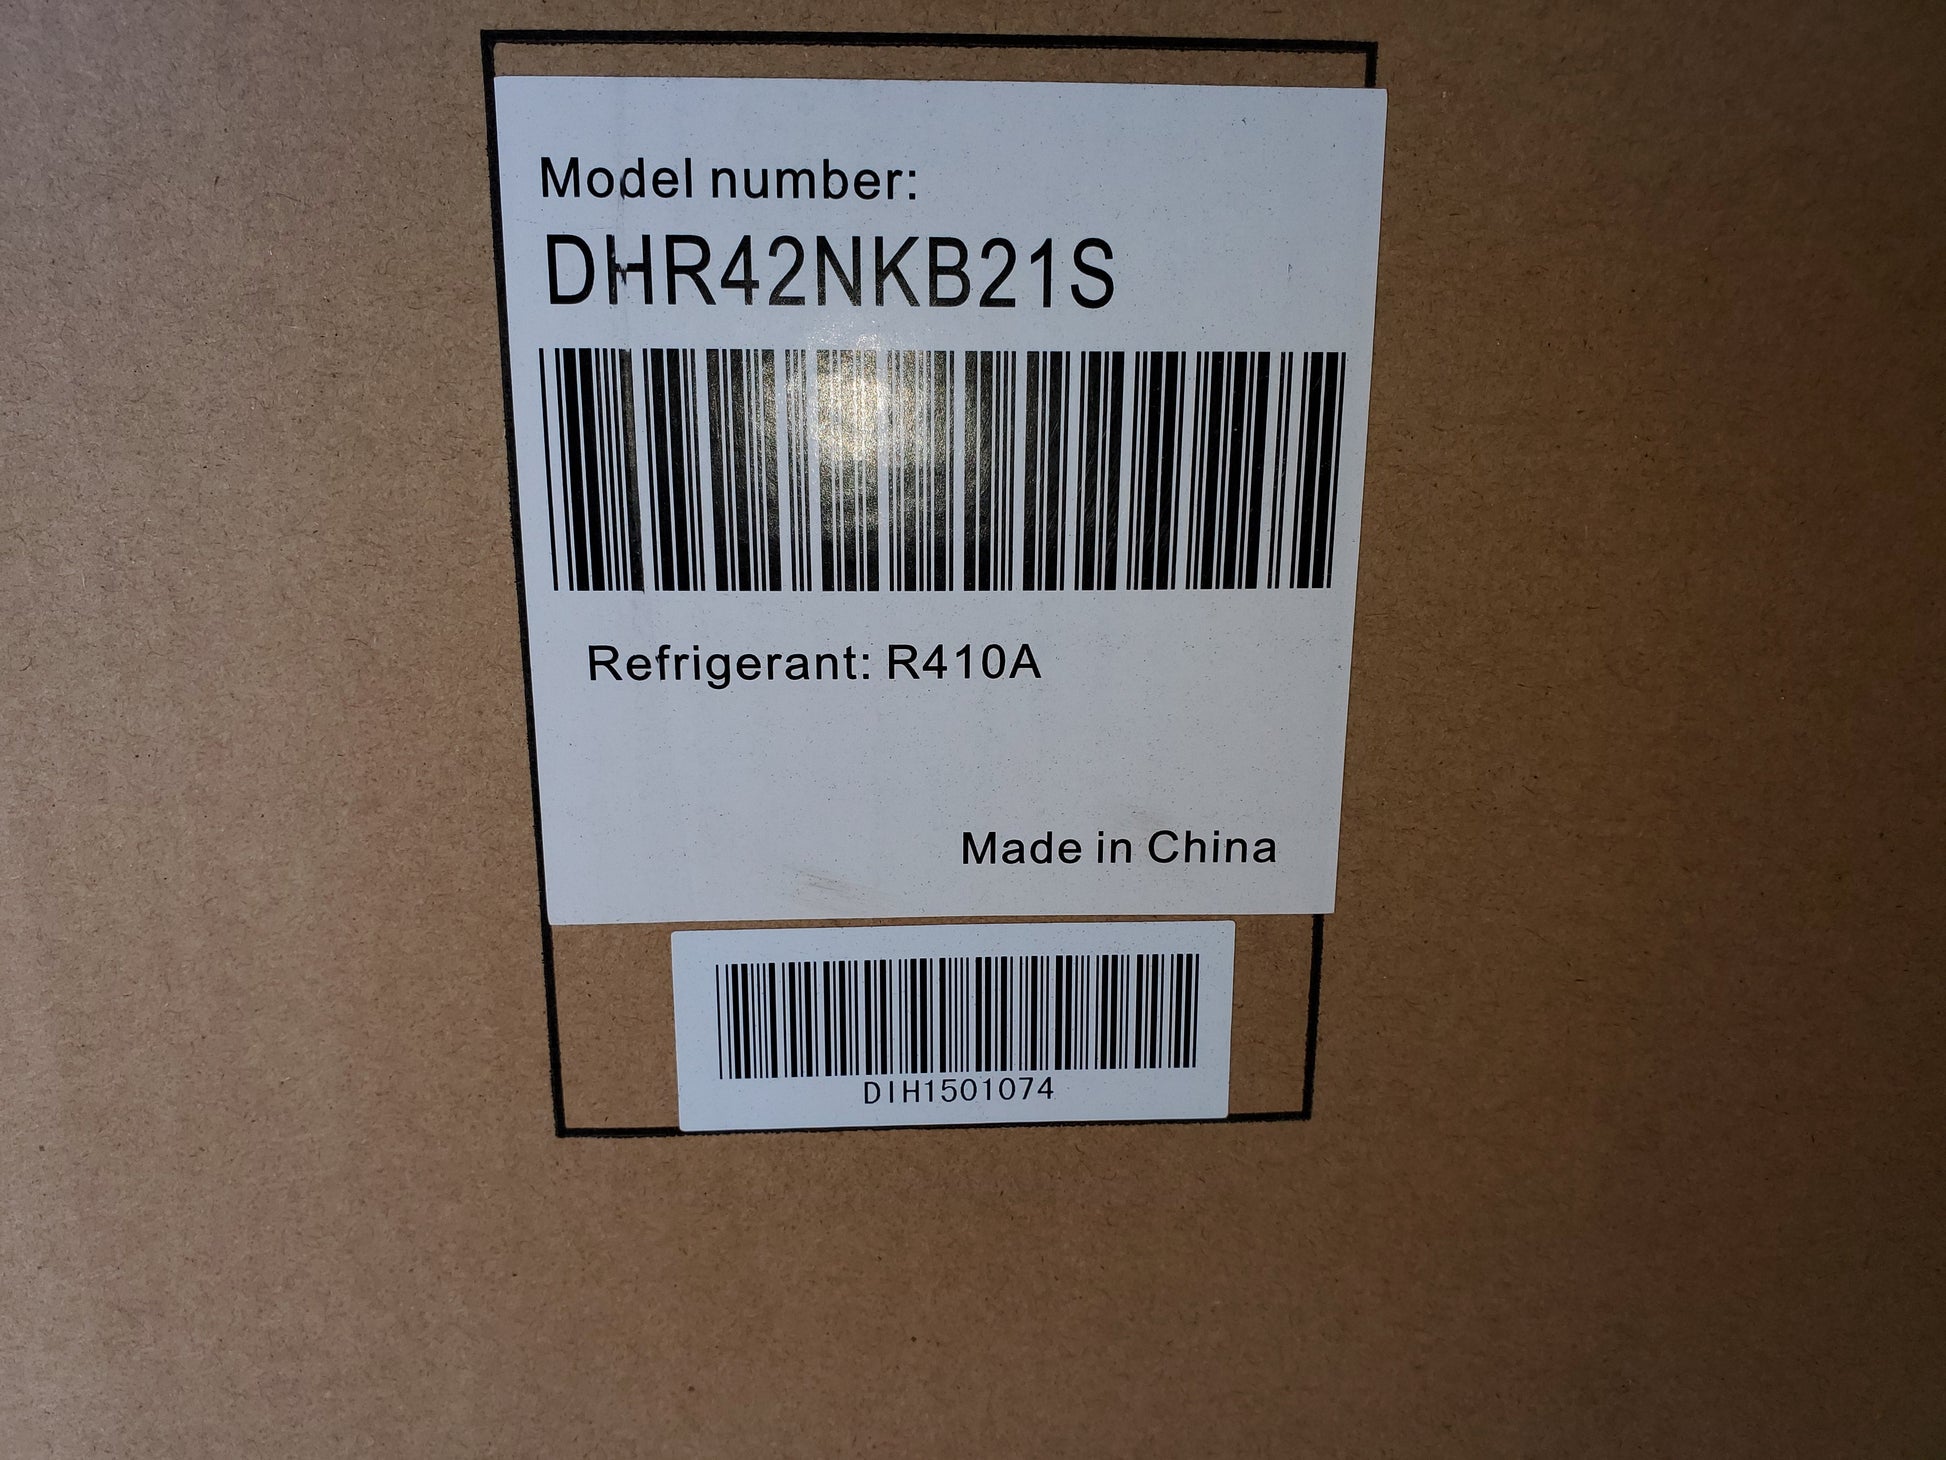 Model number:
DHR42NKB21S
Refrigerant: R410A
Made in China
DIH1501074